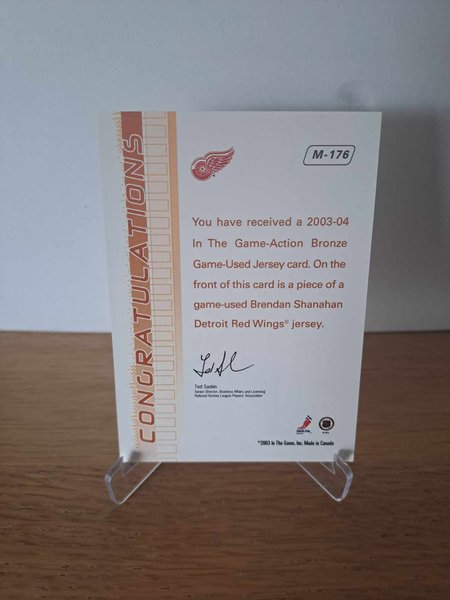 CONGRATULATIONS
M-176
You have received a 2003-04
In The Game-Action Bronze
Game-Used Jersey card. On the
front of this card is a piece of a
game-used Brendan Shanahan
Detroit Red Wings® jersey.
Ted Saskin
Senior Director, Business Affairs and Licensing
National Hockey League Players' Association
©2003 In The Game, Inc. Made in Canada